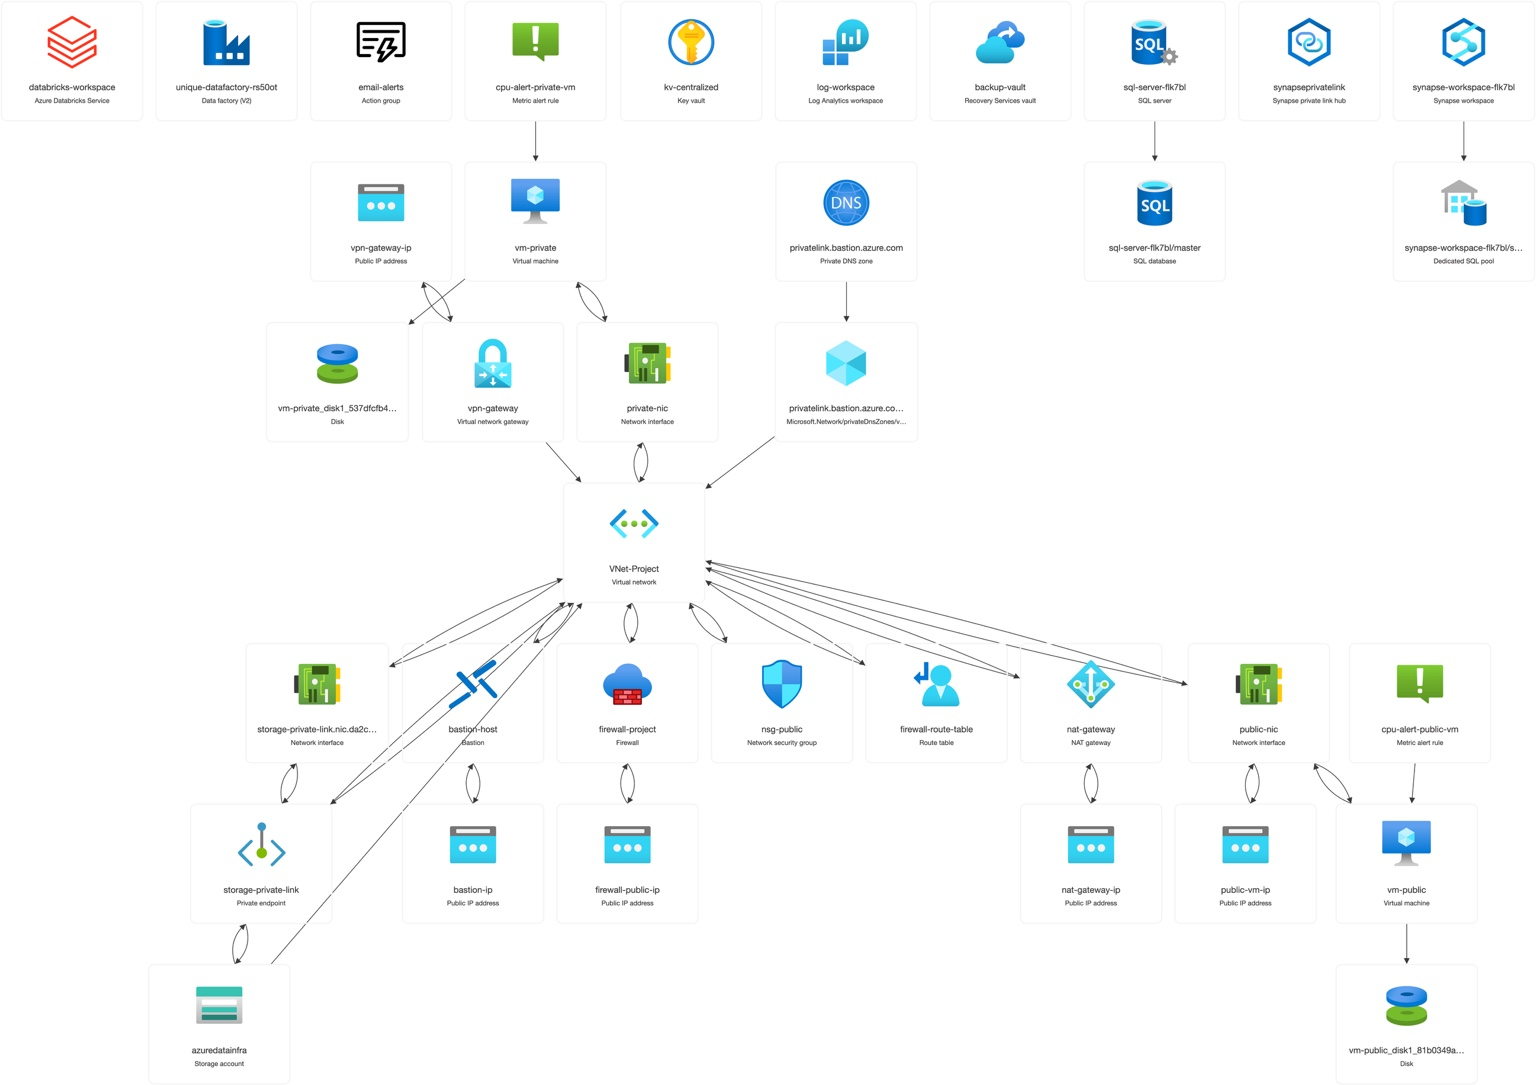 databricks-workspace
Azure Databricks Service
unique-datafactory-rs50ot
Data factory (V2)
email-alerts
Action group
cpu-alert-private-vm
Metric alert rule
kv-centralized
Key vault
log-workspace
Log Analytics workspace
backup-vault
Recovery Services vault
SQL
sql-server-flk7bl
SQL server
synapseprivatelink
Synapse private link hub
synapse-workspace-flk7bl
Synapse workspace
vpn-gateway-ip
Public IP address
vm-private
Virtual machine
DNS
privatelink.bastion.azure.com
Private DNS zone
SQL
sql-server-flk7bl/master
SQL database
synapse-workspace-flk7bl/s...
Dedicated SQL pool
vm-private_disk1_537dfcfb4...
Disk
vpn-gateway
Virtual network gateway
private-nic
Network interface
privatelink.bastion.azure.co...
Microsoft.Network/privateDnsZones/v...
VNet-Project
Virtual network
storage-private-link.nic.da2c...
Network interface
bastion-host
Bastion
firewall-project
Firewall
nsg-public
Network security group
firewall-route-table
Route table
nat-gateway
NAT gateway
public-nic
Network interface
cpu-alert-public-vm
Metric alert rule
storage-private-link
Private endpoint
bastion-ip
Public IP address
firewall-public-ip
Public IP address
nat-gateway-ip
Public IP address
public-vm-ip
Public IP address
vm-public
Virtual machine
azuredatainfra
Storage account
vm-public_disk1_81b0349a...
Disk